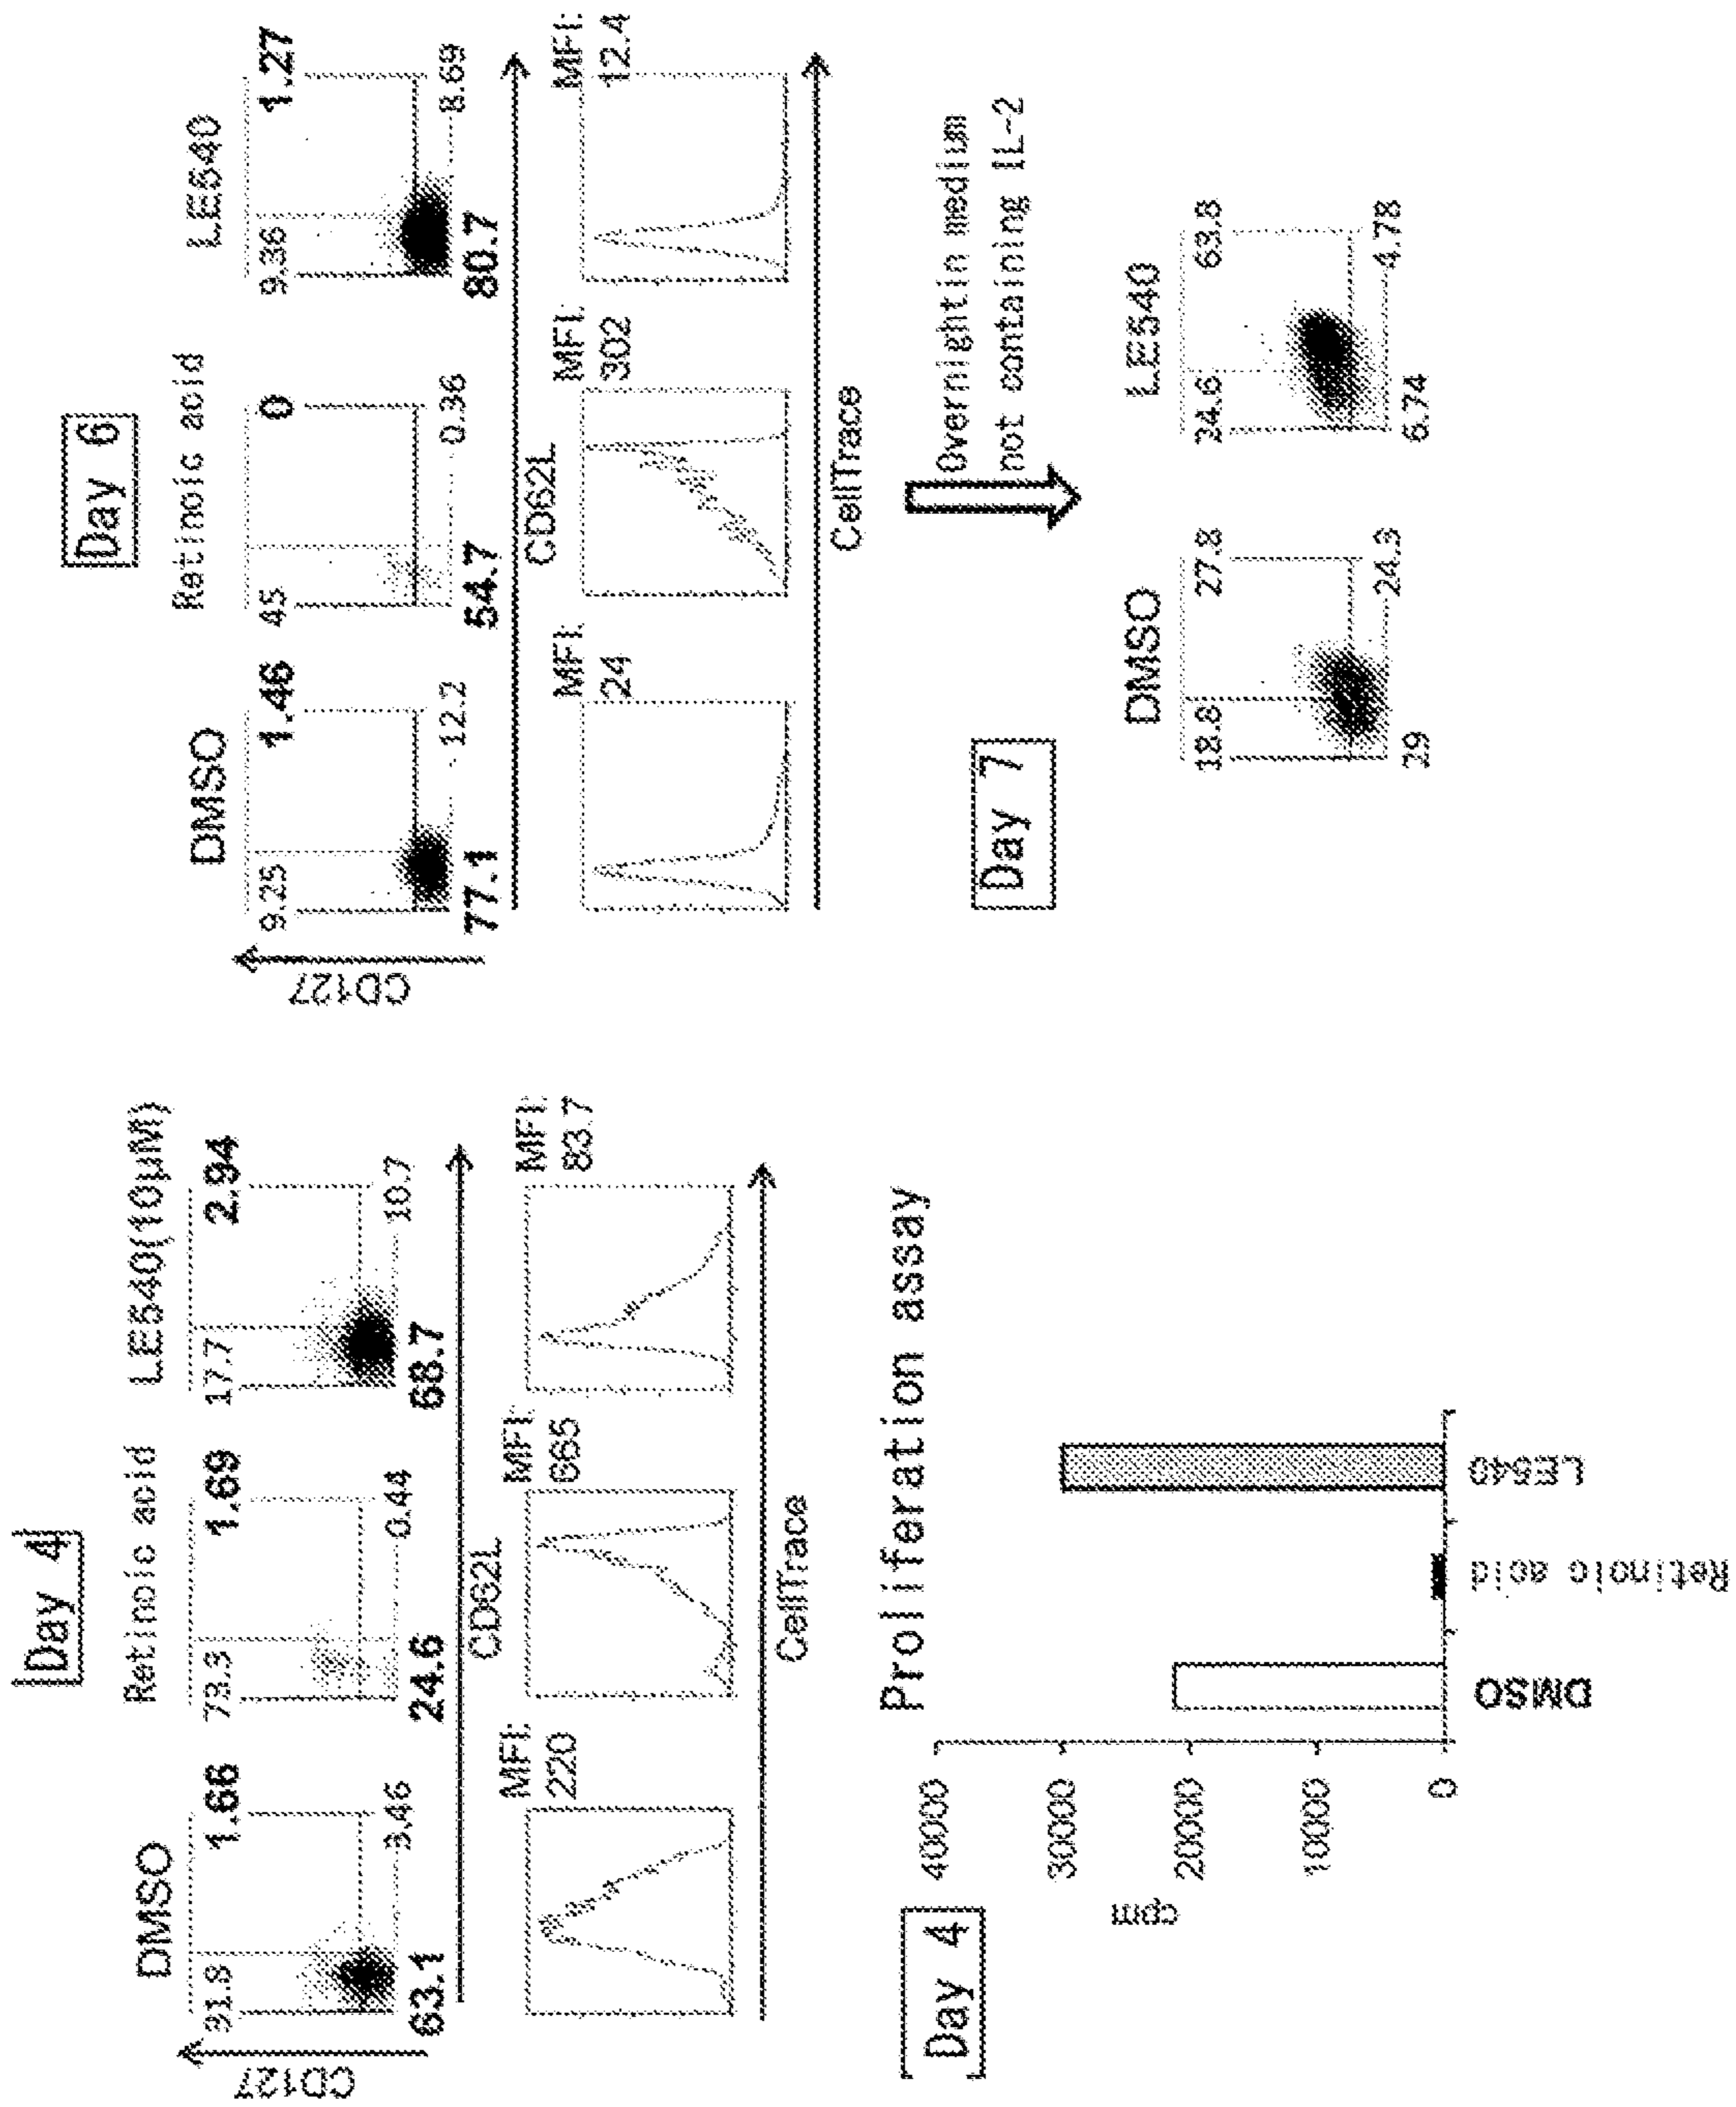 Day 4
DMSO
Retinoic acid
LE540(10μM)
31.8
1.66
73.3
1.69
17.7
2.94
CD127
63.1
3.46
24.6
0.44
68.7
10.7
CD62L
MFI:
220
MFI:
665
MFI:
83.7
CellTrace
Day 4
Proliferation assay
cpm
40000
30000
20000
10000
0
DMSO
Retinoic acid
LE540
Day 6
DMSO
Retinoic acid
LE540
9.25
1.46
45
0
9.36
1.27
CD127
77.1
12.2
54.7
0.36
80.7
8.69
CD62L
MFI:
24
MFI:
302
MFI:
12.4
CellTrace
Overnightin medium
not containing IL-2
Day 7
DMSO
LE540
18.8
27.8
24.6
63.8
29
24.3
6.74
4.78